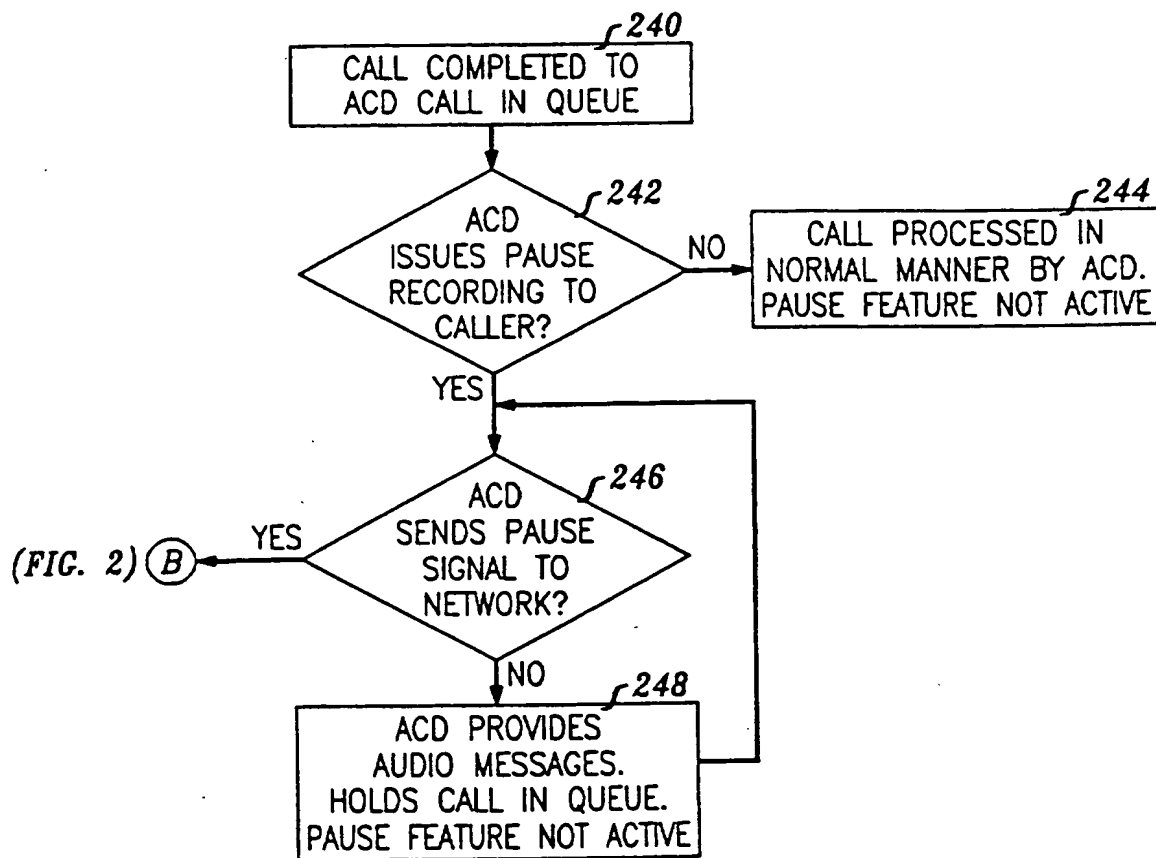 240
CALL COMPLETED TO
ACD CALL IN QUEUE
242
ACD
ISSUES PAUSE
RECORDING TO
CALLER?
NO
244
CALL PROCESSED IN
NORMAL MANNER BY ACD.
PAUSE FEATURE NOT ACTIVE
YES
246
ACD
SENDS PAUSE
SIGNAL TO
NETWORK?
YES
(FIG. 2) B
NO
248
ACD PROVIDES
AUDIO MESSAGES.
HOLDS CALL IN QUEUE.
PAUSE FEATURE NOT ACTIVE